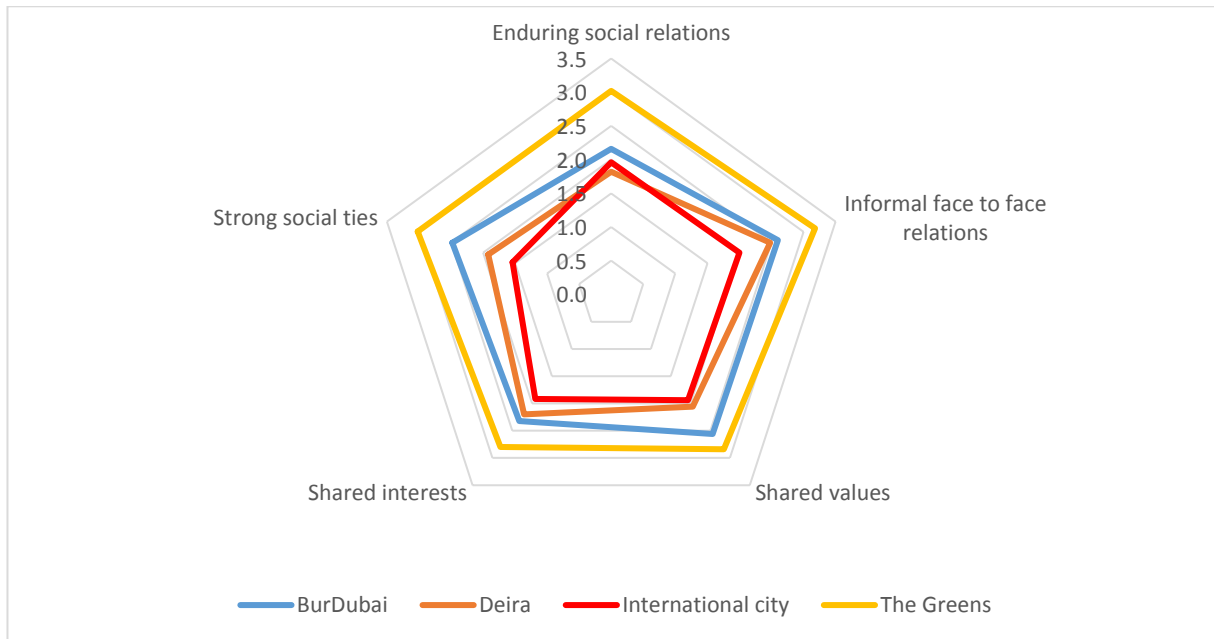 Enduring social relations
3.5
3.0
2.5
2.0
1.5
1.0
0.5
0.0
Informal face to face
relations
Strong social ties
Shared interests
Shared values
BurDubai Deira International city The Greens